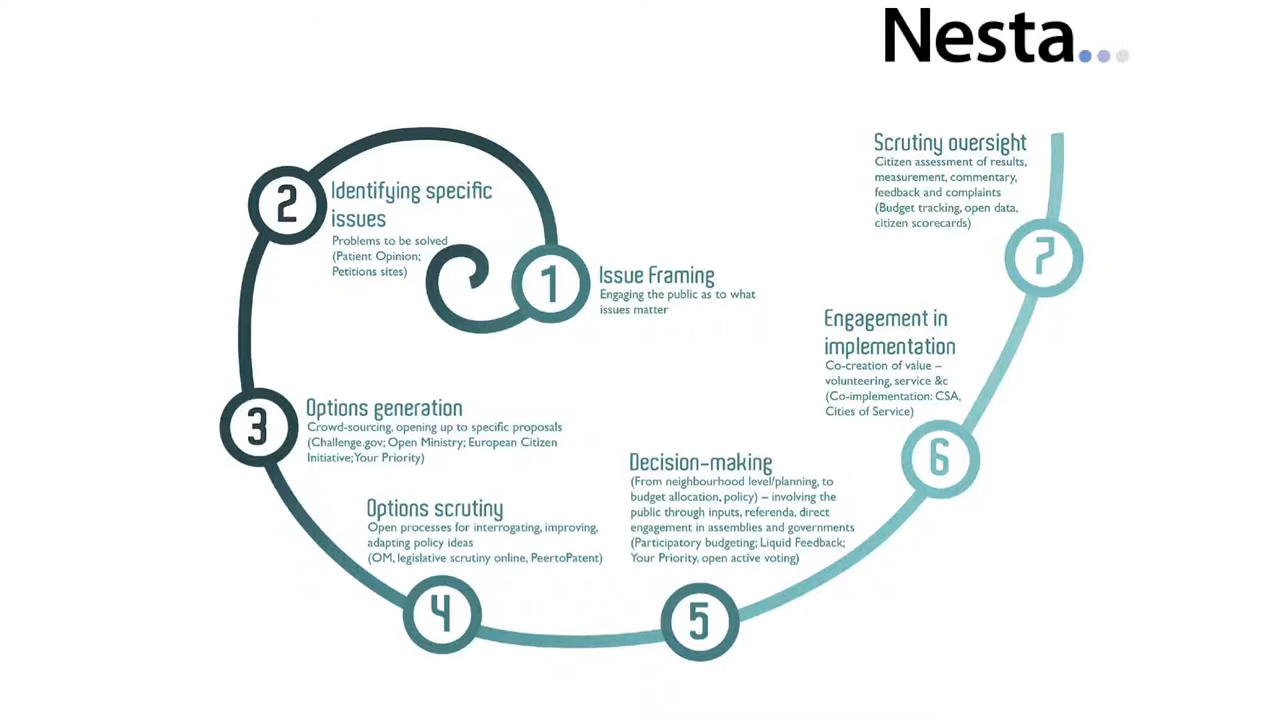 Nesta...
1
Issue Framing
Engaging the public as to what
issues matter
2
Identifying specific
issues
Problems to be solved
(Patient Opinion;
Petitions sites)
3
Options generation
Crowd-sourcing, opening up to specific proposals
(Challenge.gov; Open Ministry; European Citizen
Initiative; Your Priority)
4
Options scrutiny
Open processes for interrogating, improving,
adapting policy ideas
(OM, legislative scrutiny online, PeertoPatent)
5
Decision-making
(From neighbourhood level/planning, to
budget allocation, policy) – involving the
public through inputs, referenda, direct
engagement in assemblies and governments
(Participatory budgeting; Liquid Feedback;
Your Priority, open active voting)
6
Engagement in
implementation
Co-creation of value –
volunteering, service &c
(Co-implementation: CSA,
Cities of Service)
7
Scrutiny oversight
Citizen assessment of results,
measurement, commentary,
feedback and complaints
(Budget tracking, open data,
citizen scorecards)